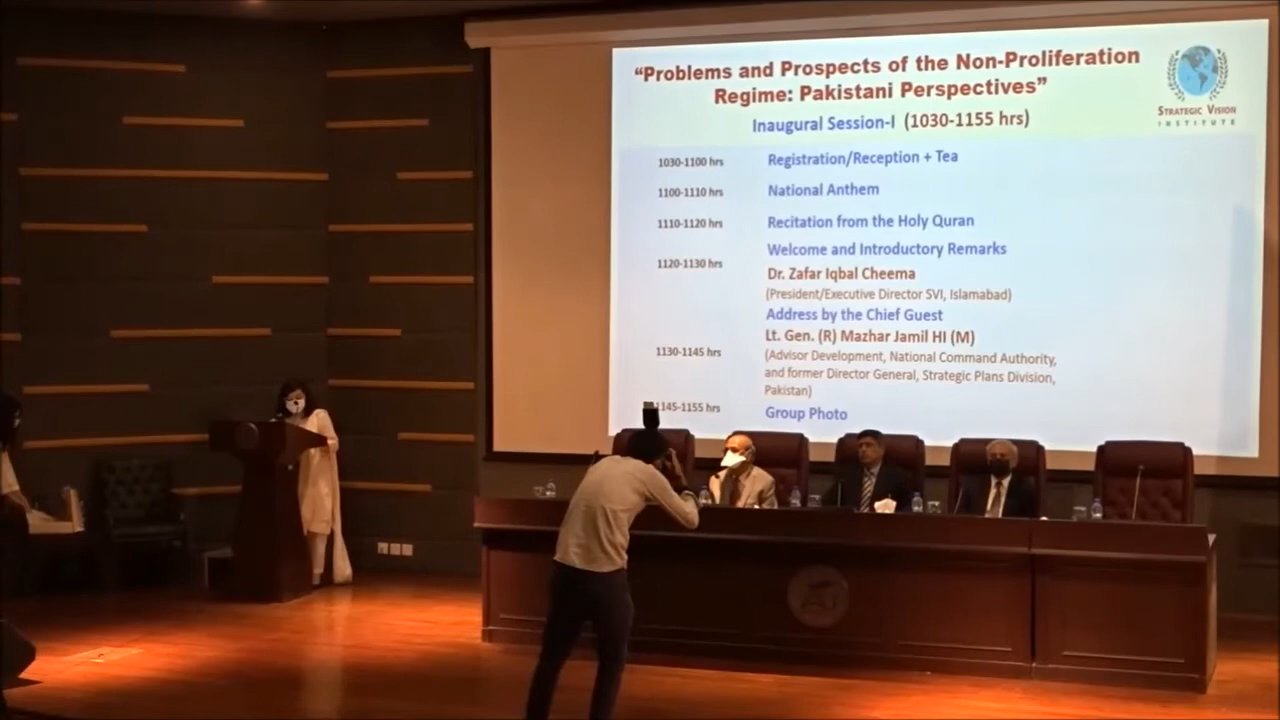 “Problems and Prospects of the Non-Proliferation
Regime: Pakistani Perspectives”
STRATEGIC VISION
INSTITUTE
Inaugural Session-I (1030-1155 hrs)
1030-1100 hrs Registration/Reception + Tea
1100-1110 hrs National Anthem
1110-1120 hrs Recitation from the Holy Quran
1120-1130 hrs Welcome and Introductory Remarks
Dr. Zafar Iqbal Cheema
(President/Executive Director SVI, Islamabad)
Address by the Chief Guest
Lt. Gen. (R) Mazhar Jamil HI (M)
1130-1145 hrs (Advisor Development, National Command Authority,
and former Director General, Strategic Plans Division,
Pakistan)
1145-1155 hrs Group Photo